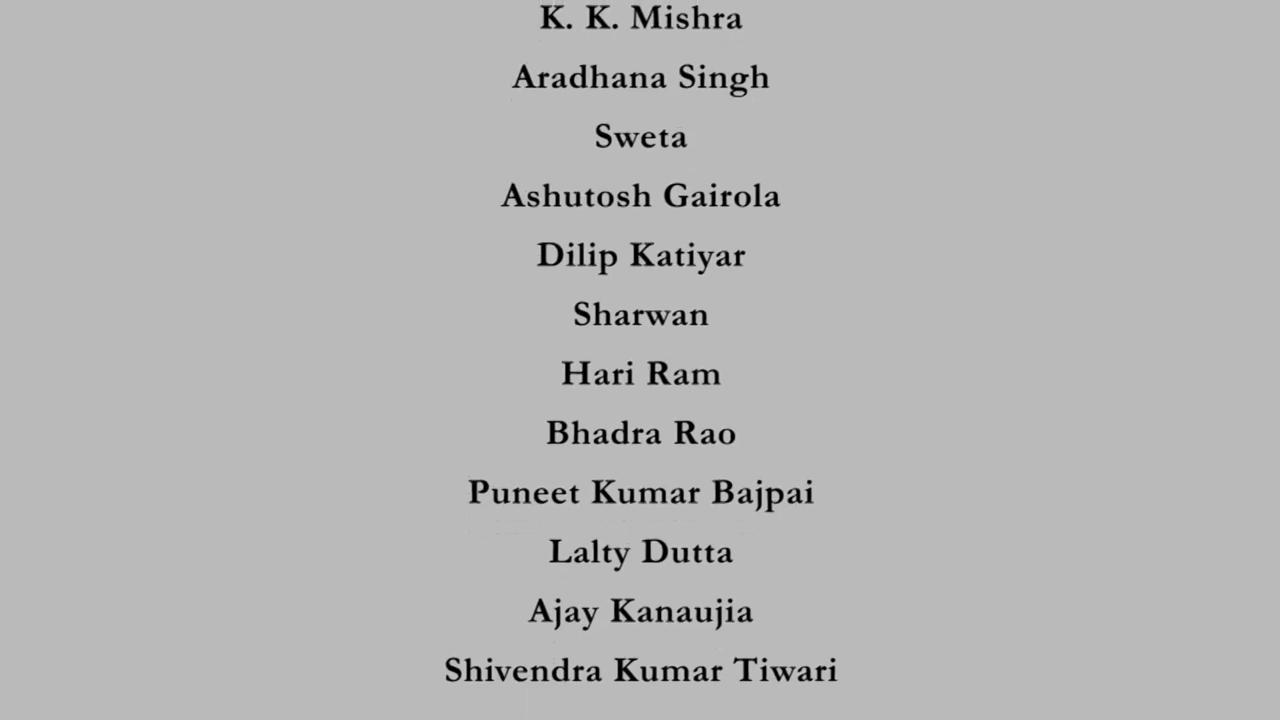 K. K. Mishra
Aradhana Singh
Sweta
Ashutosh Gairola
Dilip Katiyar
Sharwan
Hari Ram
Bhadra Rao
Puneet Kumar Bajpai
Lalty Dutta
Ajay Kanaujia
Shivendra Kumar Tiwari